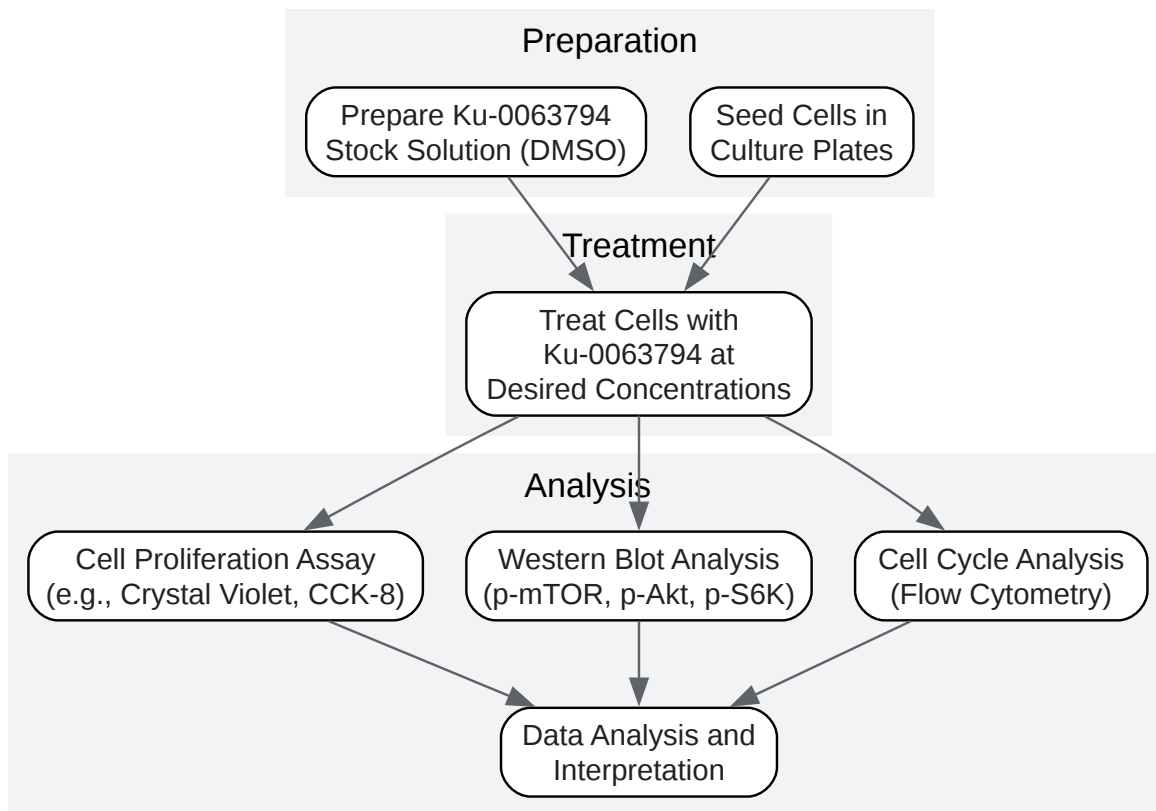 Preparation
Prepare Ku-0063794
Stock Solution (DMSO)
Seed Cells in
Culture Plates
Treatment
Treat Cells with
Ku-0063794 at
Desired Concentrations
Analysis
Cell Proliferation Assay
(e.g., Crystal Violet, CCK-8)
Western Blot Analysis
(p-mTOR, p-Akt, p-S6K)
Cell Cycle Analysis
(Flow Cytometry)
Data Analysis and
Interpretation